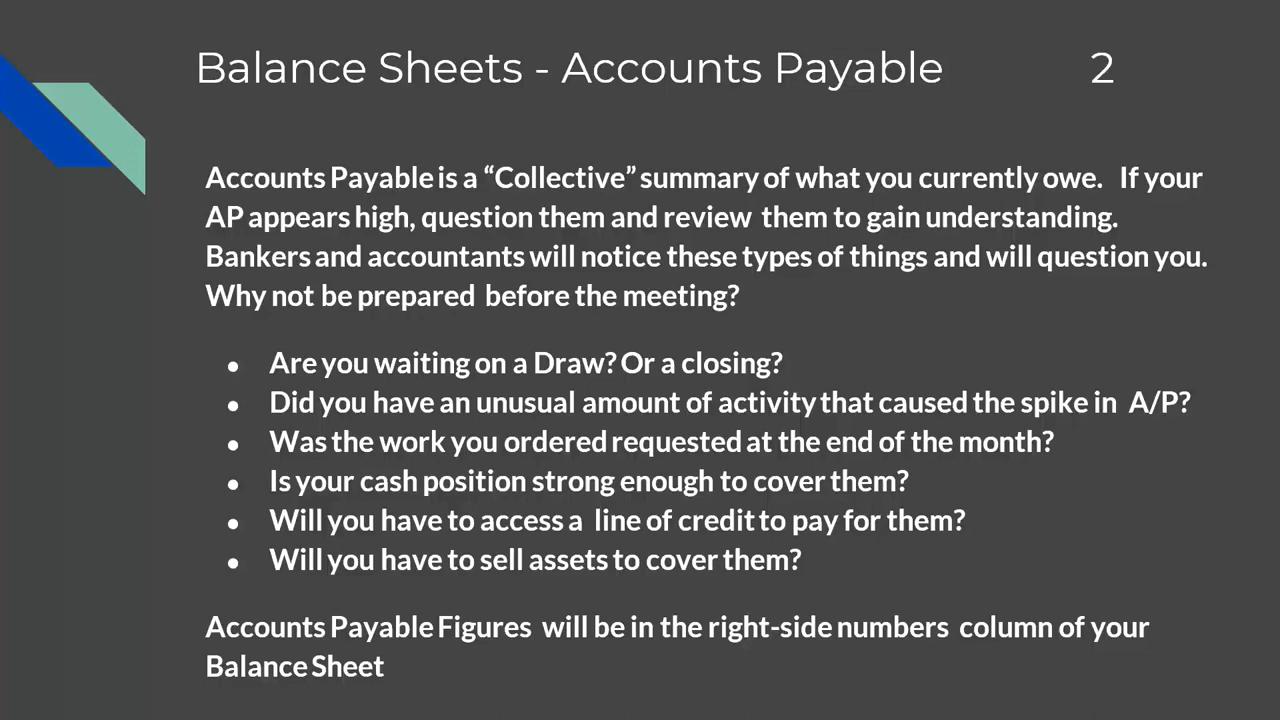 Balance Sheets - Accounts Payable 2
Accounts Payable is a “Collective” summary of what you currently owe. If your
AP appears high, question them and review them to gain understanding.
Bankers and accountants will notice these types of things and will question you.
Why not be prepared before the meeting?
● Are you waiting on a Draw? Or a closing?
● Did you have an unusual amount of activity that caused the spike in A/P?
● Was the work you ordered requested at the end of the month?
● Is your cash position strong enough to cover them?
● Will you have to access a line of credit to pay for them?
● Will you have to sell assets to cover them?
Accounts Payable Figures will be in the right-side numbers column of your
Balance Sheet